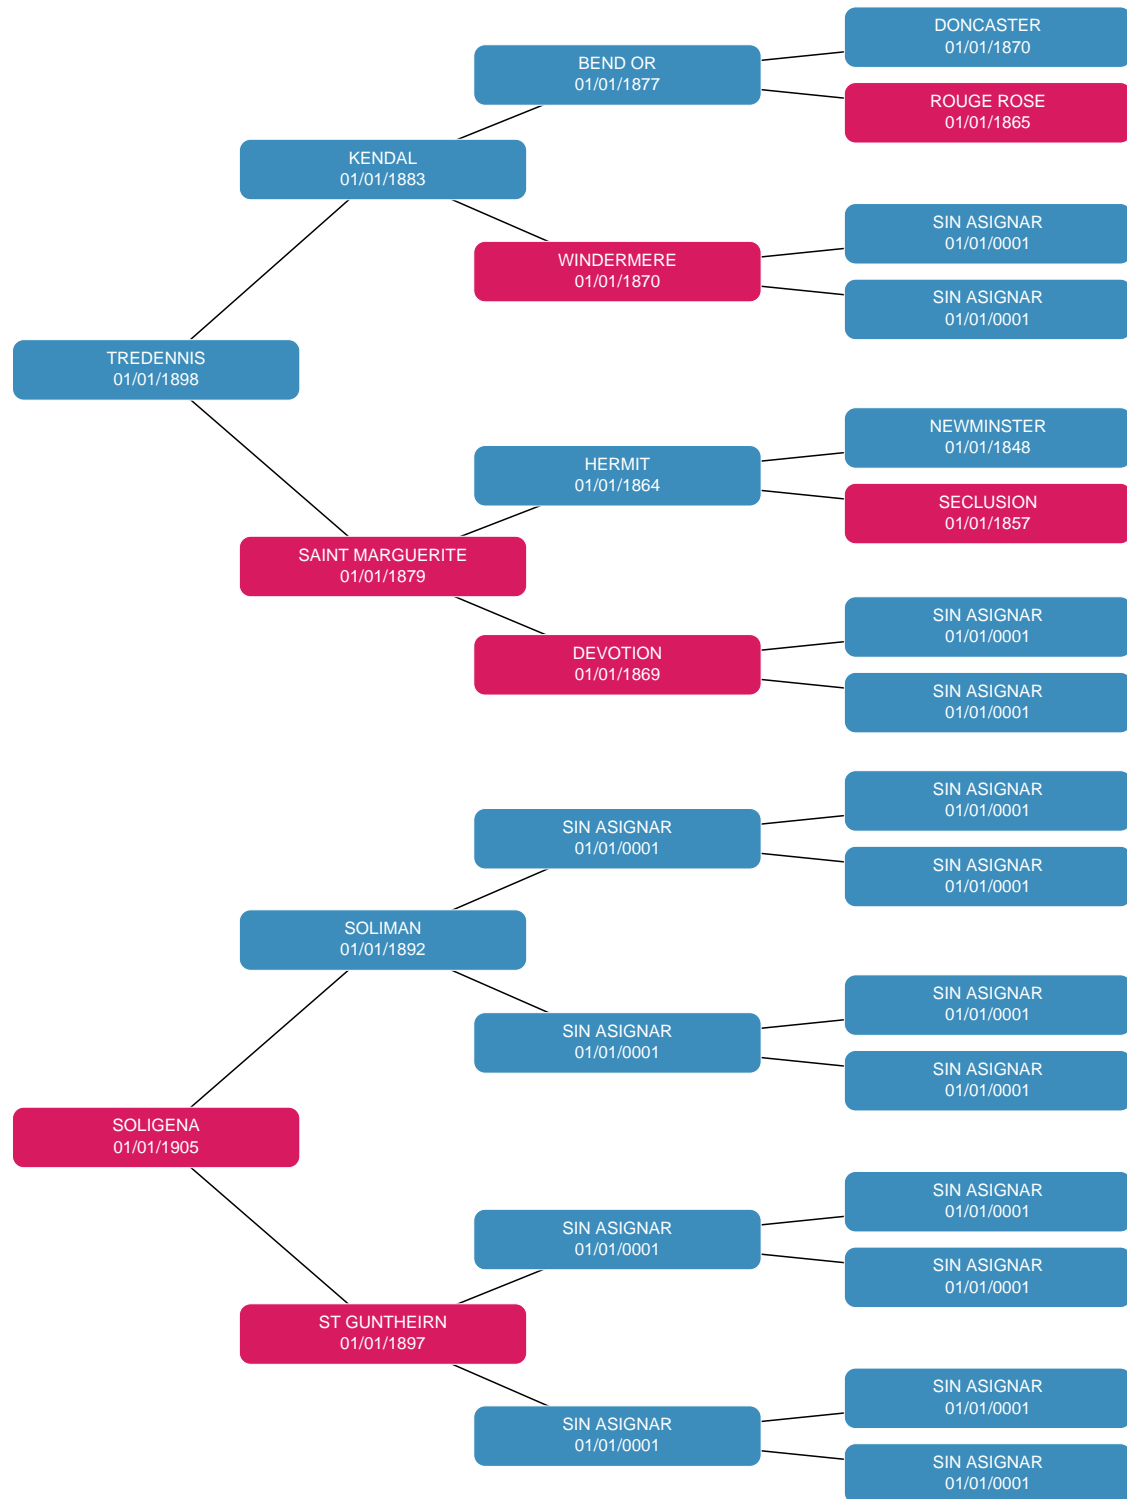 DONCASTER
01/01/1870
BEND OR
01/01/1877
ROUGE ROSE
01/01/1865
KENDAL
01/01/1883
SIN ASIGNAR
01/01/0001
WINDERMERE
01/01/1870
SIN ASIGNAR
01/01/0001
TREDENNIS
01/01/1898
NEWMINSTER
01/01/1848
HERMIT
01/01/1864
SECLUSION
01/01/1857
SAINT MARGUERITE
01/01/1879
SIN ASIGNAR
01/01/0001
DEVOTION
01/01/1869
SIN ASIGNAR
01/01/0001
SIN ASIGNAR
01/01/0001
SIN ASIGNAR
01/01/0001
SIN ASIGNAR
01/01/0001
SOLIMAN
01/01/1892
SIN ASIGNAR
01/01/0001
SIN ASIGNAR
01/01/0001
SIN ASIGNAR
01/01/0001
SOLIGENA
01/01/1905
SIN ASIGNAR
01/01/0001
SIN ASIGNAR
01/01/0001
SIN ASIGNAR
01/01/0001
ST GUNTHEIRN
01/01/1897
SIN ASIGNAR
01/01/0001
SIN ASIGNAR
01/01/0001
SIN ASIGNAR
01/01/0001